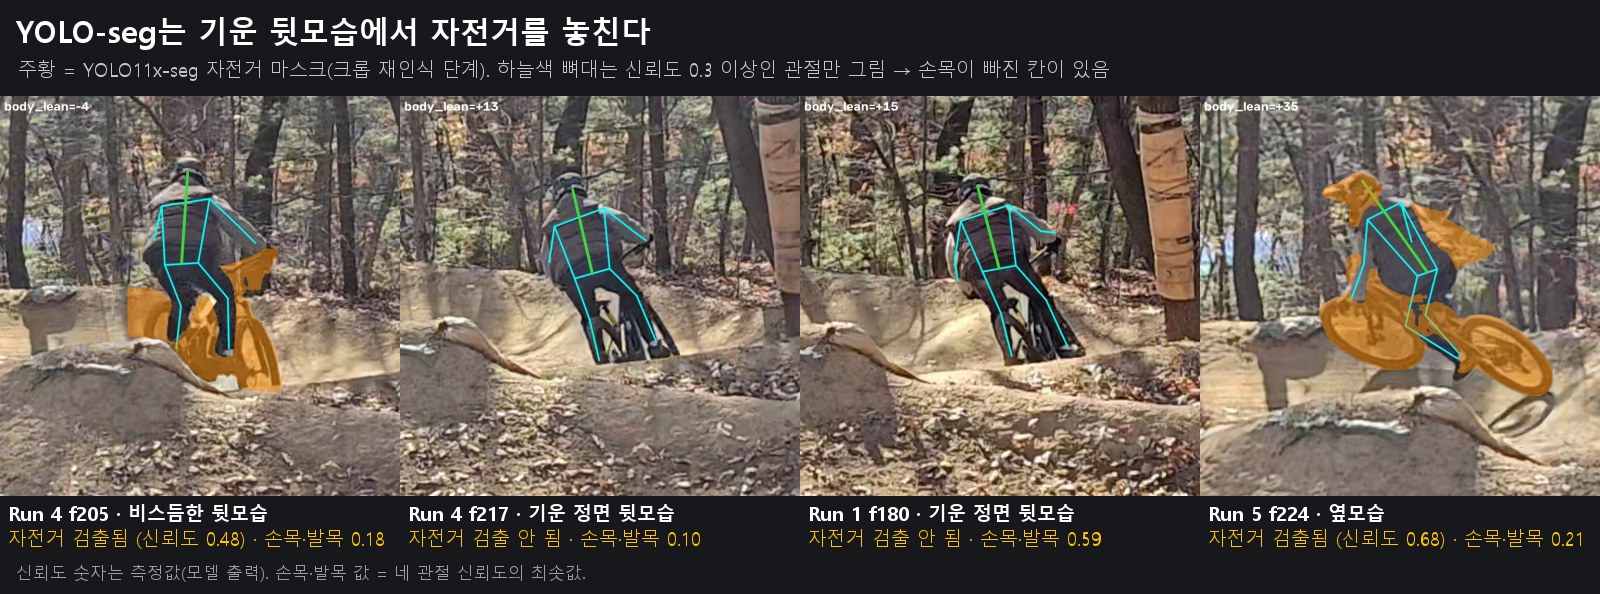 YOLO-seg는 기운 뒷모습에서 자전거를 놓친다
주황 = YOLO11x-seg 자전거 마스크(크롭 재인식 단계). 하늘색 뼈대는 신뢰도 0.3 이상인 관절만 그림 → 손목이 빠진 칸이 있음
body_lean=-4
body_lean=+13
body_lean=+15
body_lean=+35
Run 4 f205 · 비스듬한 뒷모습
자전거 검출됨 (신뢰도 0.48) · 손목·발목 0.18
Run 4 f217 · 기운 정면 뒷모습
자전거 검출 안 됨 · 손목·발목 0.10
Run 1 f180 · 기운 정면 뒷모습
자전거 검출 안 됨 · 손목·발목 0.59
Run 5 f224 · 옆모습
자전거 검출됨 (신뢰도 0.68) · 손목·발목 0.21
신뢰도 숫자는 측정값(모델 출력). 손목·발목 값 = 네 관절 신뢰도의 최솟값.